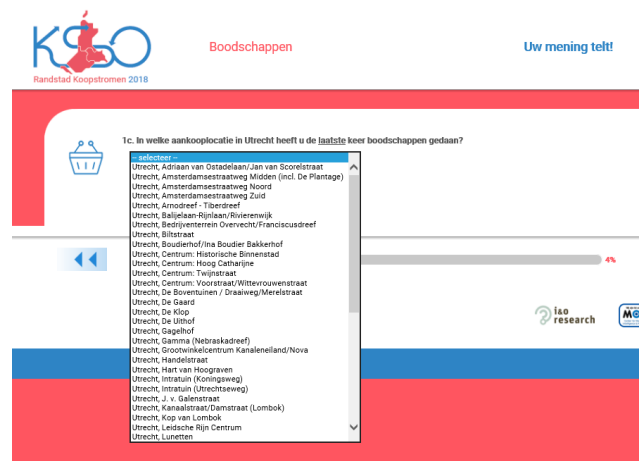 KSO
Randstad Koopstromen 2018
Boodschappen
Uw mening telt!
1c. In welke aankooplocatie in Utrecht heeft u de laatste keer boodschappen gedaan?
-- selecteer --
Utrecht, Adriaan van Ostadelaan/Jan van Scorelstraat
Utrecht, Amsterdamsestraatweg Midden (incl. De Plantage)
Utrecht, Amsterdamsestraatweg Noord
Utrecht, Amsterdamsestraatweg Zuid
Utrecht, Arnodreef - Tiberdreef
Utrecht, Balijelaan-Rijnlaan/Rivierenwijk
Utrecht, Bedrijventerrein Overvecht/Franciscusdreef
Utrecht, Biltstraat
Utrecht, Boudierhof/Ina Boudier Bakkerhof
Utrecht, Centrum: Historische Binnenstad
Utrecht, Centrum: Hoog Catharijne
Utrecht, Centrum: Twijnstraat
Utrecht, Centrum: Voorstraat/Wittevrouwenstraat
Utrecht, De Boventuinen / Draaiweg/Merelstraat
Utrecht, De Gaard
Utrecht, De Klop
Utrecht, De Uithof
Utrecht, Gagelhof
Utrecht, Gamma (Nebraskadreef)
Utrecht, Grootwinkelcentrum Kanaleneiland/Nova
Utrecht, Handelstraat
Utrecht, Hart van Hoograven
Utrecht, Intratuin (Koningsweg)
Utrecht, Intratuin (Utrechtseweg)
Utrecht, J. v. Galenstraat
Utrecht, Kanaalstraat/Damstraat (Lombok)
Utrecht, Kop van Lombok
Utrecht, Leidsche Rijn Centrum
Utrecht, Lunetten
4%
i&o
research